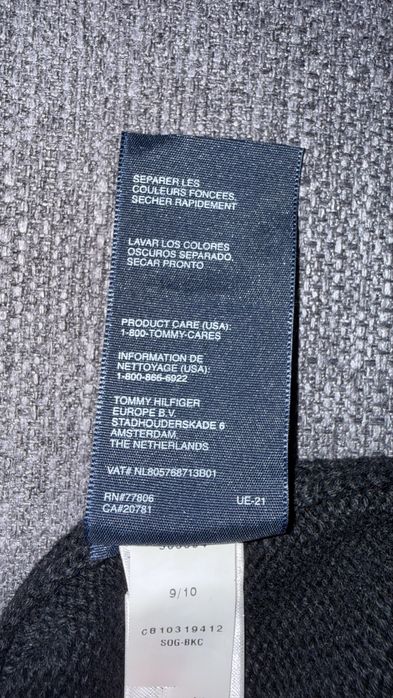 SEPARER LES
COULEURS FONCEES,
SECHER RAPIDEMENT
LAVAR LOS COLORES
OSCUROS SEPARADO,
SECAR PRONTO
PRODUCT CARE (USA):
1-800-TOMMY-CARES
INFORMATION DE
NETTOYAGE (USA):
1-800-866-6922
TOMMY HILFIGER
EUROPE B.V.
STADHOUDERSKADE 6
AMSTERDAM,
THE NETHERLANDS
VAT# NL805768713B01
RN#77806 UE-21
CA#20781
9/10
CB10319412
SOG-BKC